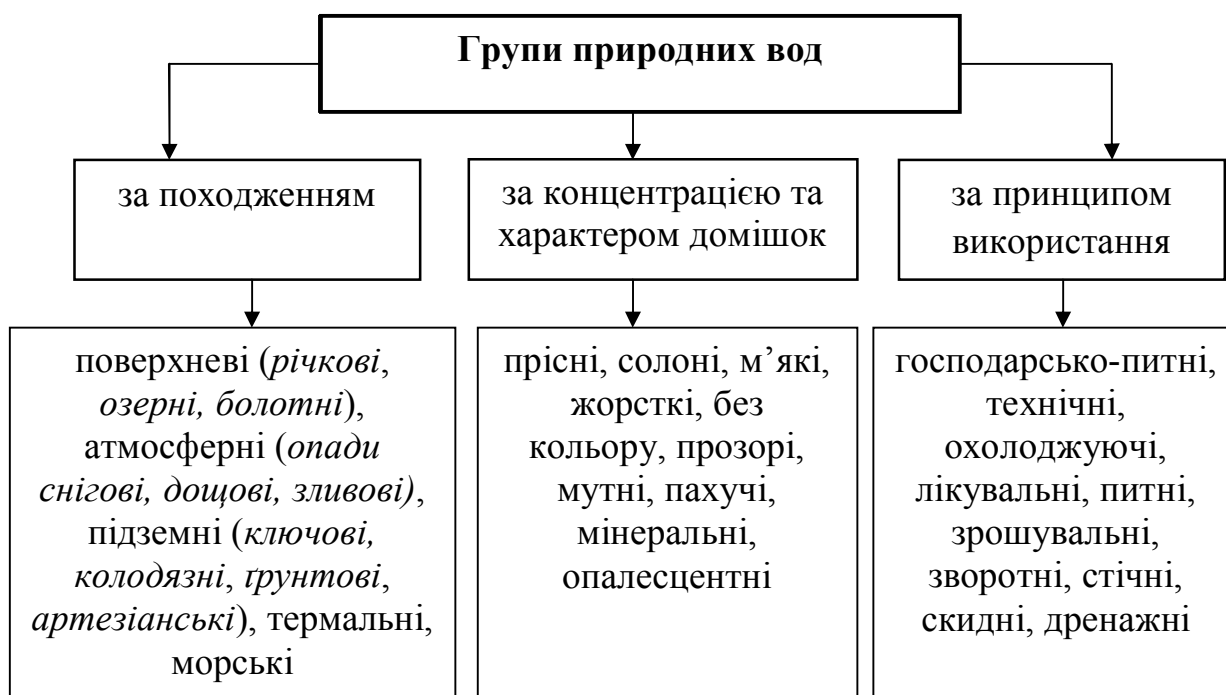 Групи природних вод
за походженням
за концентрацією та
характером домішок
за принципом
використання
поверхневі (річкові,
озерні, болотні),
атмосферні (опади
снігові, дощові, зливові),
підземні (ключові,
колодязні, ґрунтові,
артезіанські), термальні,
морські
прісні, солоні, м’які,
жорсткі, без
кольору, прозорі,
мутні, пахучі,
мінеральні,
опалесцентні
господарсько-питні,
технічні,
охолоджуючі,
лікувальні, питні,
зрошувальні,
зворотні, стічні,
скидні, дренажні